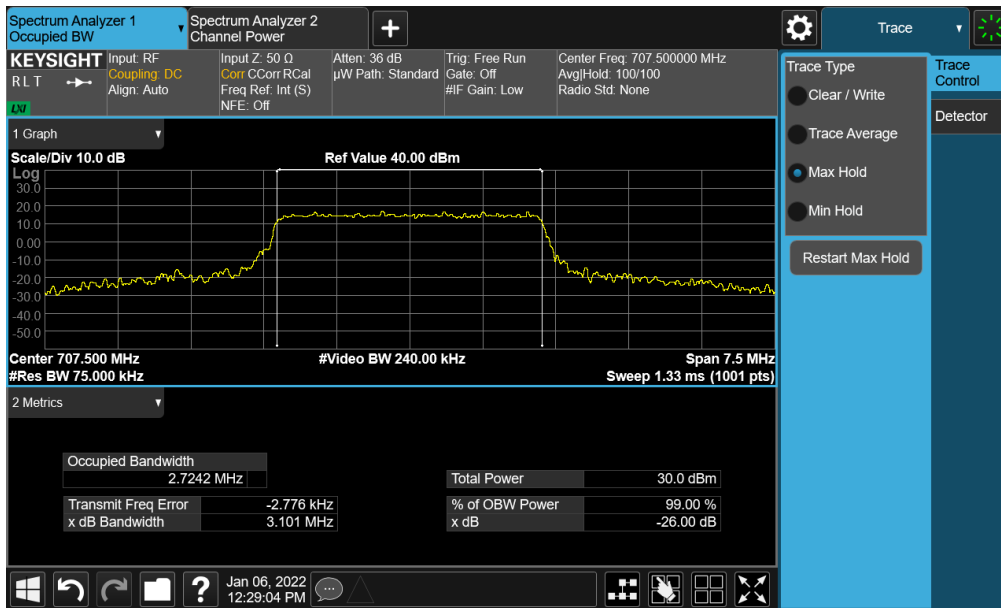 Spectrum Analyzer 1
Occupied BW
Spectrum Analyzer 2
Channel Power
Trace
KEYSIGHT
R L T
LXI
Input: RF
Coupling: DC
Align: Auto
Input Z: 50 Ω
Corr CCorr RCal
Freq Ref: Int (S)
NFE: Off
Atten: 36 dB
µW Path: Standard
Trig: Free Run
Gate: Off
#IF Gain: Low
Center Freq: 707.500000 MHz
Avg|Hold: 100/100
Radio Std: None
Trace Type
Clear / Write
Trace Average
Max Hold
Min Hold
Restart Max Hold
Trace
Control
Detector
1 Graph
Scale/Div 10.0 dB
Ref Value 40.00 dBm
Log
30.0
20.0
10.0
0.00
-10.0
-20.0
-30.0
-40.0
-50.0
Center 707.500 MHz
#Video BW 240.00 kHz
Span 7.5 MHz
#Res BW 75.000 kHz
Sweep 1.33 ms (1001 pts)
2 Metrics
Occupied Bandwidth
2.7242 MHz
Total Power 30.0 dBm
Transmit Freq Error -2.776 kHz
% of OBW Power 99.00 %
x dB Bandwidth 3.101 MHz
x dB -26.00 dB
?
Jan 06, 2022
12:29:04 PM